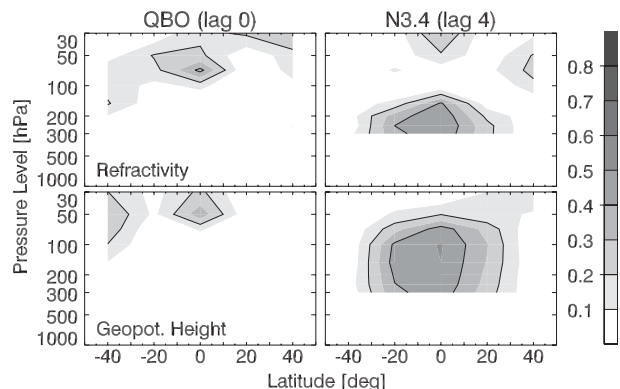 QBO (lag 0)
N3.4 (lag 4)
Pressure Level [hPa]
30
50
100
200
300
500
1000
Refractivity
30
50
100
200
300
500
1000
Geopot. Height
-40 -20 0 20 40
-40 -20 0 20 40
Latitude [deg]
0.8
0.7
0.6
0.5
0.4
0.3
0.2
0.1